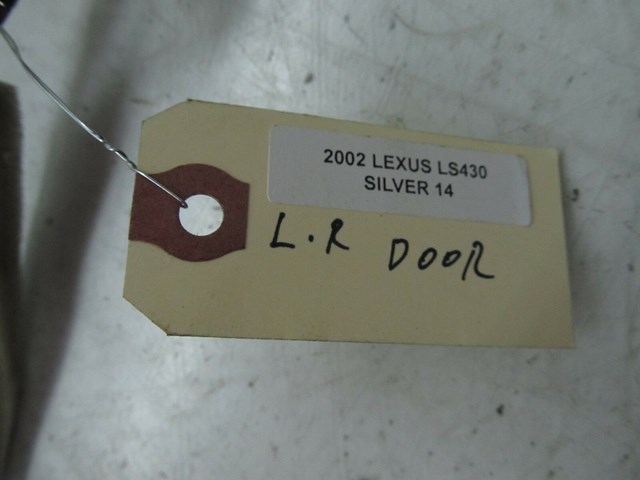 2002 LEXUS LS430
SILVER 14
L.R DOOR